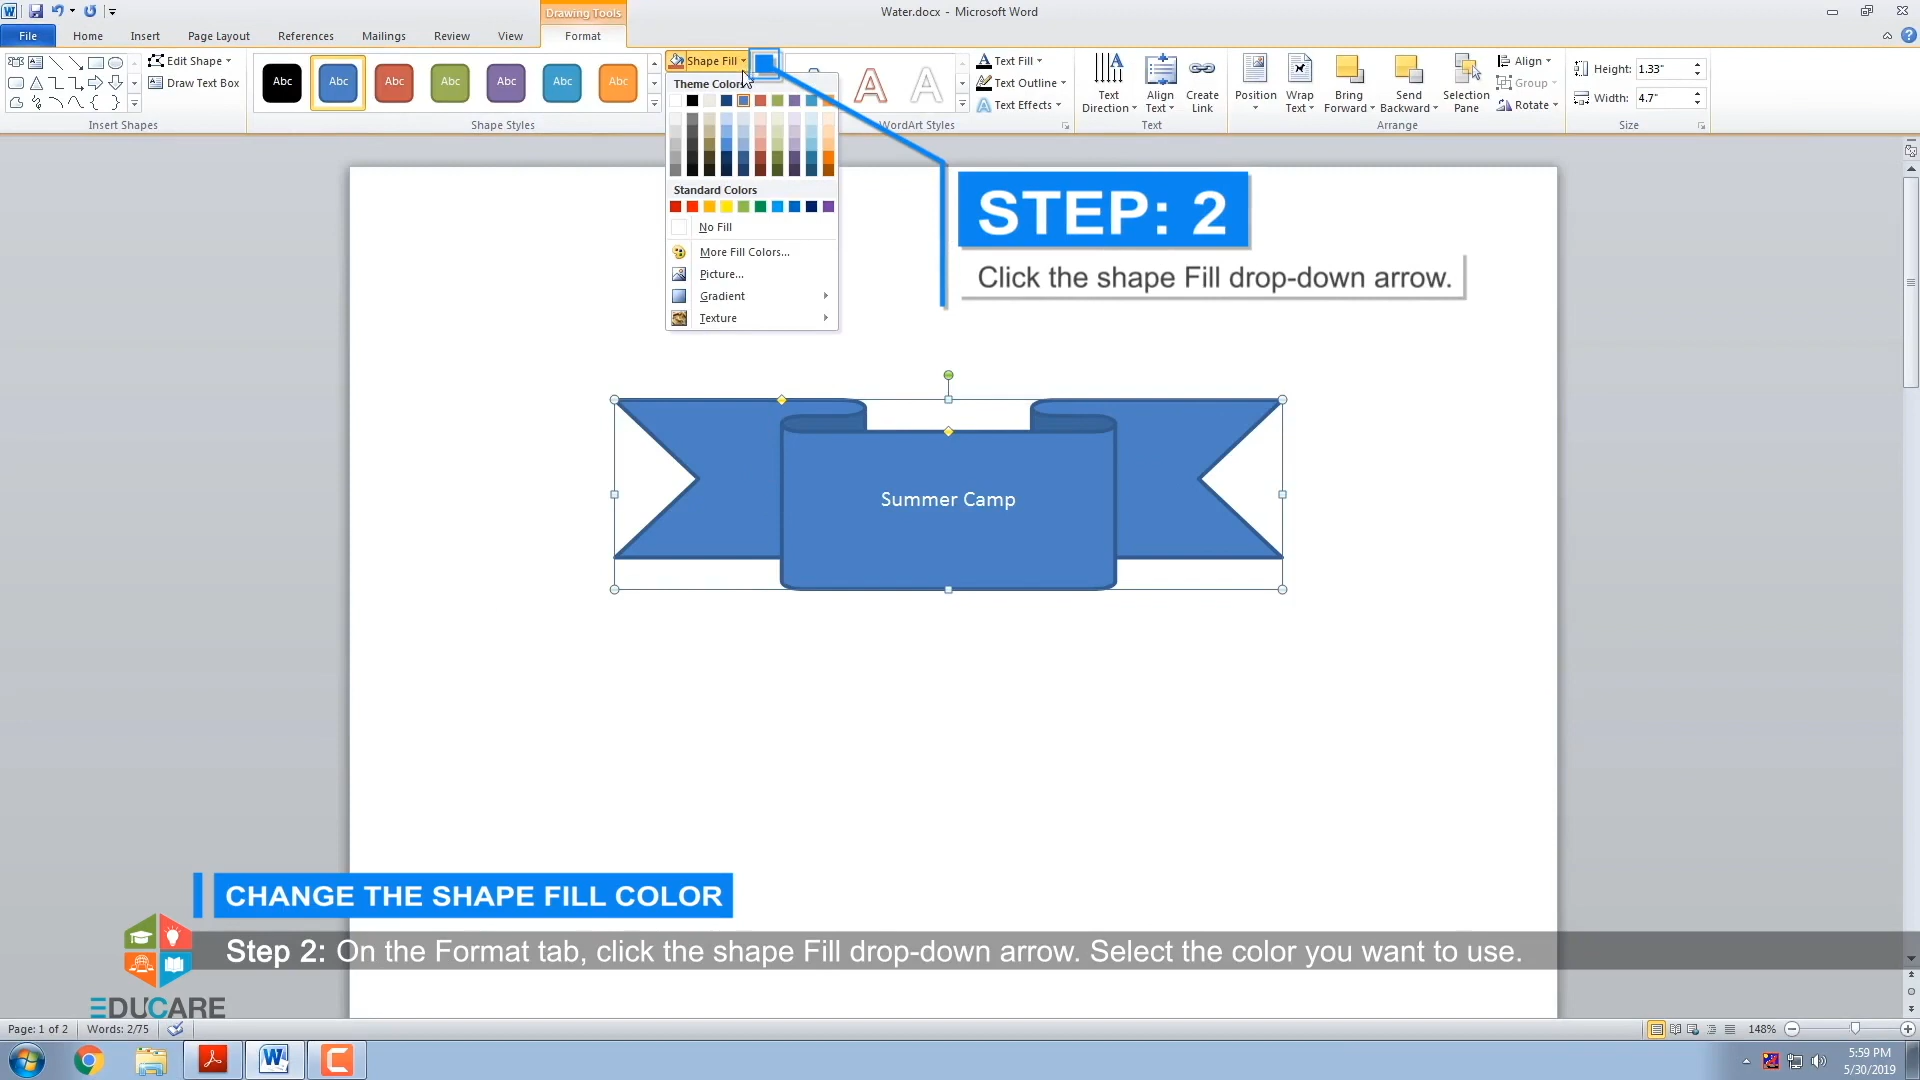 Drawing Tools
Water.docx - Microsoft Word
File
Home
Insert
Page Layout
References
Mailings
Review
View
Format
Edit Shape
Draw Text Box
Insert Shapes
Abc
Abc
Abc
Abc
Abc
Abc
Abc
Shape Styles
Shape Fill
Theme Colors
Standard Colors
No Fill
More Fill Colors...
Picture...
Gradient
Texture
Text Fill
Text Outline
Text Effects
WordArt Styles
Text Direction
Align Text
Create Link
Text
Position
Wrap Text
Bring Forward
Send Backward
Selection Pane
Align
Group
Rotate
Arrange
Height: 1.33"
Width: 4.7"
Size
STEP: 2
Click the shape Fill drop-down arrow.
Summer Camp
CHANGE THE SHAPE FILL COLOR
Step 2: On the Format tab, click the shape Fill drop-down arrow. Select the color you want to use.
EDUCARE
Page: 1 of 2
Words: 2/75
148%
5:59 PM
5/30/2019